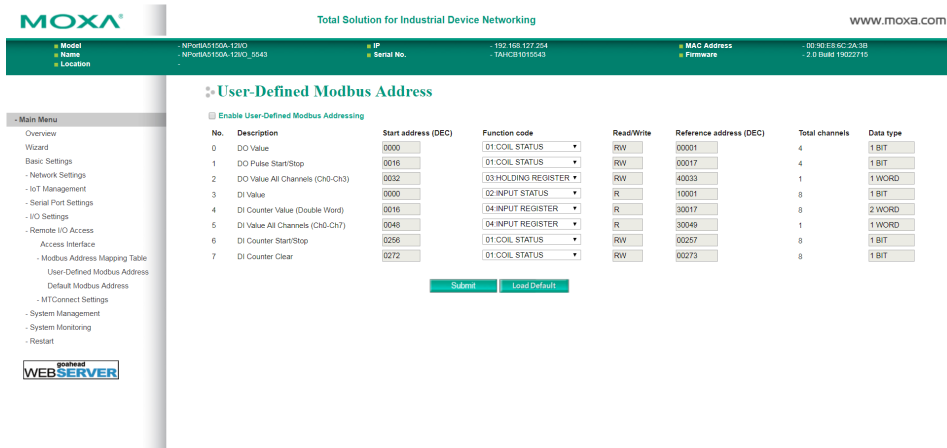 MOXA
Total Solution for Industrial Device Networking
www.moxa.com
Model - NPortIA5150A-12I/O IP - 192.168.127.254 MAC Address - 00:90:E8:6C:2A:3B
Name - NPortIA5150A-12I/O_5543 Serial No. - TAHCB1015543 Firmware - 2.0 Build 19022715
Location -
User-Defined Modbus Address
Enable User-Defined Modbus Addressing
- Main Menu
Overview
Wizard
Basic Settings
- Network Settings
- IoT Management
- Serial Port Settings
- I/O Settings
- Remote I/O Access
Access Interface
- Modbus Address Mapping Table
User-Defined Modbus Address
Default Modbus Address
- MTConnect Settings
- System Management
- System Monitoring
- Restart
goahead
WEBSERVER
No. Description Start address (DEC) Function code Read/Write Reference address (DEC) Total channels Data type
0 DO Value 0000 01:COIL STATUS RW 00001 4 1 BIT
1 DO Pulse Start/Stop 0016 01:COIL STATUS RW 00017 4 1 BIT
2 DO Value All Channels (Ch0-Ch3) 0032 03:HOLDING REGISTER RW 40033 1 1 WORD
3 DI Value 0000 02:INPUT STATUS R 10001 8 1 BIT
4 DI Counter Value (Double Word) 0016 04:INPUT REGISTER R 30017 8 2 WORD
5 DI Value All Channels (Ch0-Ch7) 0048 04:INPUT REGISTER R 30049 1 1 WORD
6 DI Counter Start/Stop 0256 01:COIL STATUS RW 00257 8 1 BIT
7 DI Counter Clear 0272 01:COIL STATUS RW 00273 8 1 BIT
Submit Load Default